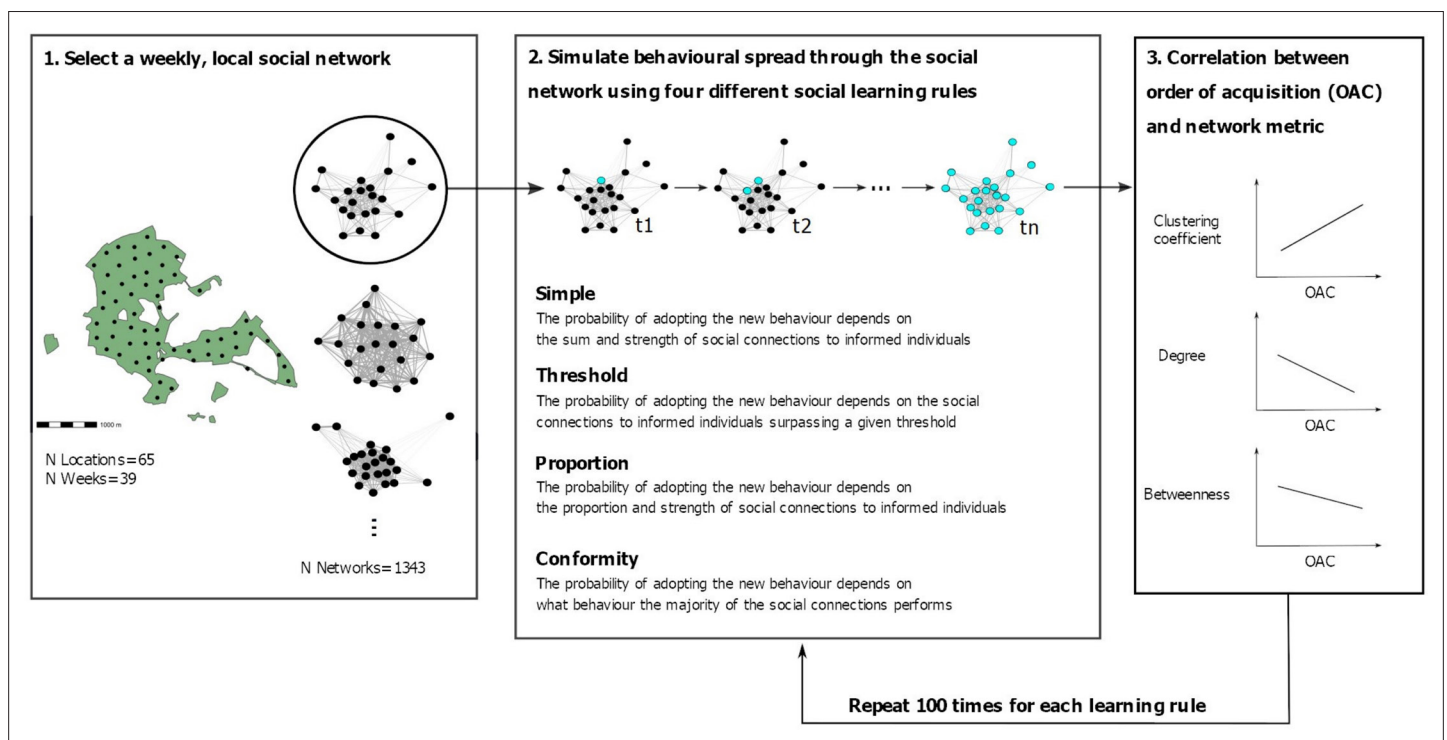 1. Select a weekly, local social network
1000 m
N Locations=65
N Weeks=39
N Networks=1343
2. Simulate behavioural spread through the social
network using four different social learning rules
t1
t2
...
tn
Simple
The probability of adopting the new behaviour depends on
the sum and strength of social connections to informed individuals
Threshold
The probability of adopting the new behaviour depends on the social
connections to informed individuals surpassing a given threshold
Proportion
The probability of adopting the new behaviour depends on
the proportion and strength of social connections to informed individuals
Conformity
The probability of adopting the new behaviour depends on
what behaviour the majority of the social connections performs
3. Correlation between
order of acquisition (OAC)
and network metric
Clustering
coefficient
OAC
Degree
OAC
Betweenness
OAC
Repeat 100 times for each learning rule